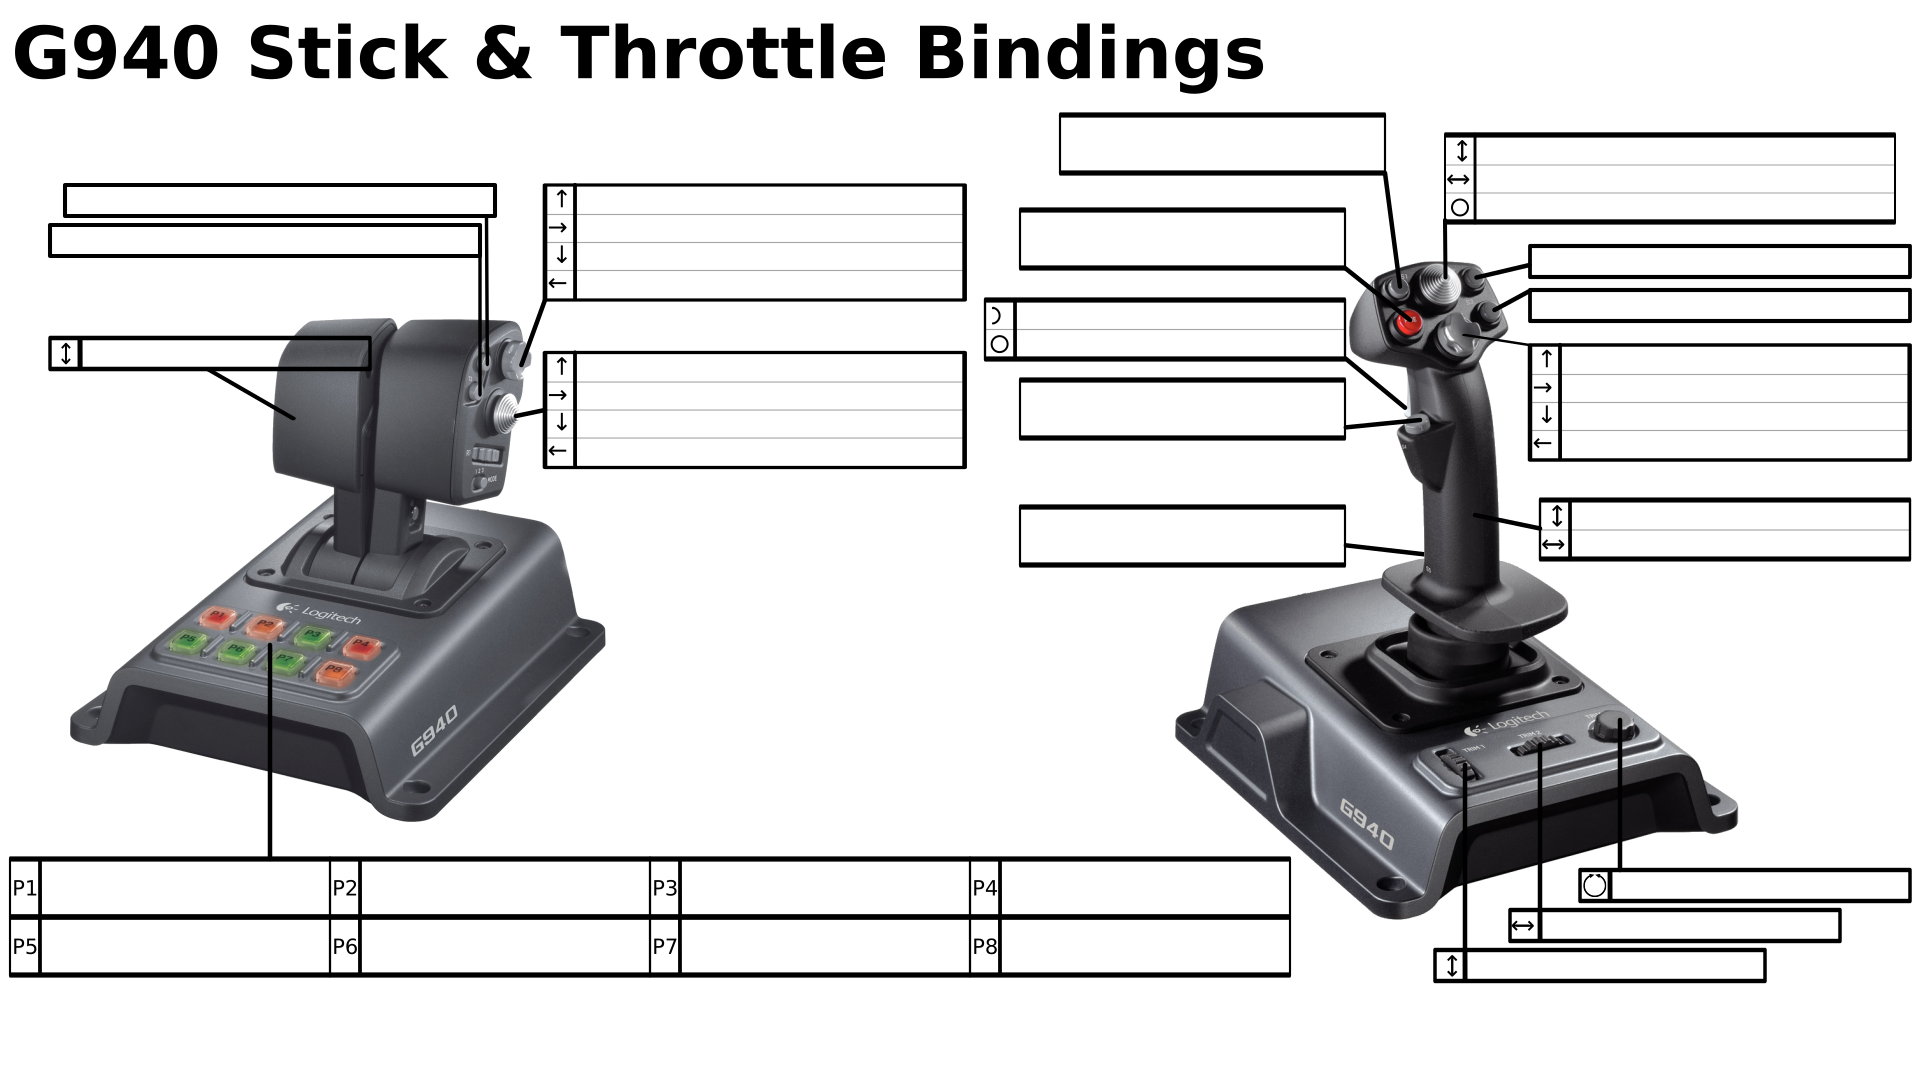 G940 Stick & Throttle Bindings
↕
↑
→
↓
←
↑
→
↓
←
MODE
Logitech
P1
P2
P3
P4
P5
P6
P7
P8
G940
P1
P2
P3
P4
P5
P6
P7
P8
↕
↔
○
○
↑
→
↓
←
↕
↔
Logitech
TRIM 1
TRIM 2
G940
↔
↕